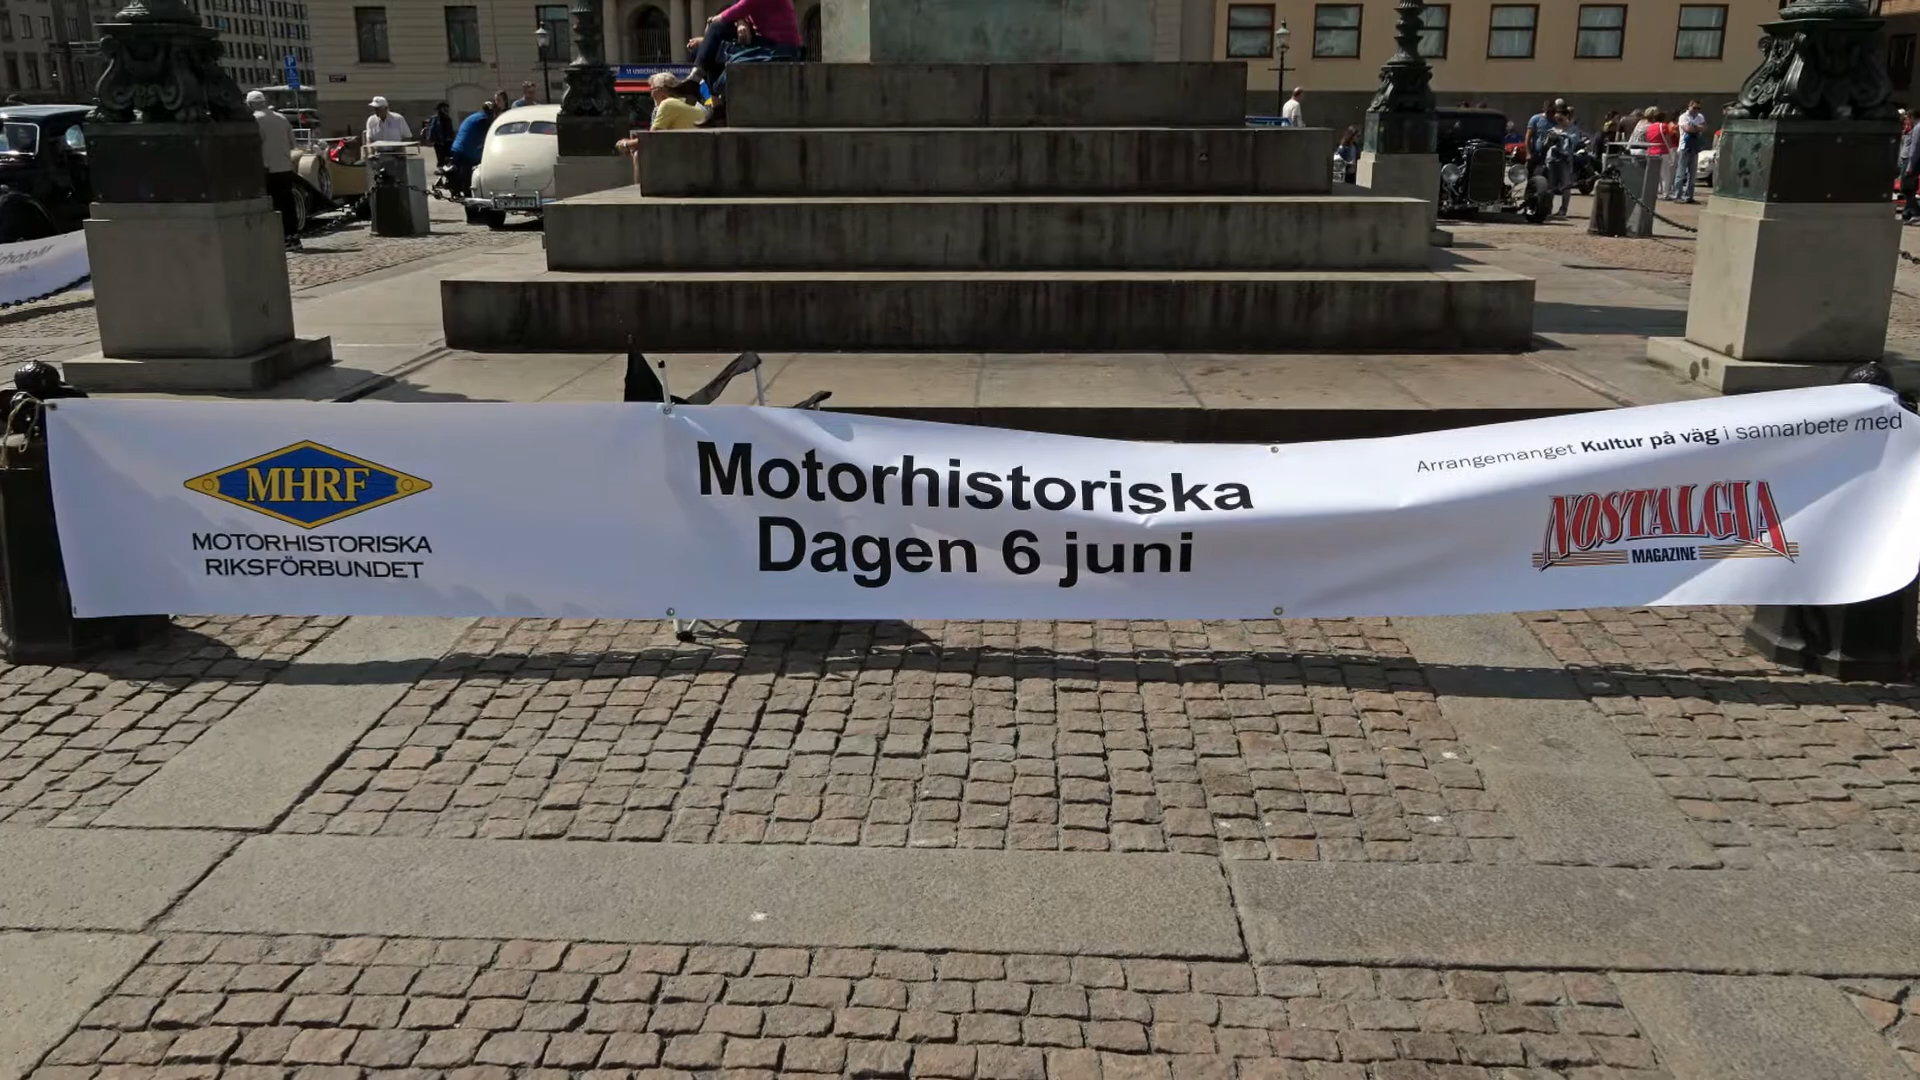 MHRF
MOTORHISTORISKA
RIKSFÖRBUNDET
Motorhistoriska
Dagen 6 juni
Arrangemanget Kultur på väg i samarbete med
NOSTALGIA
MAGAZINE